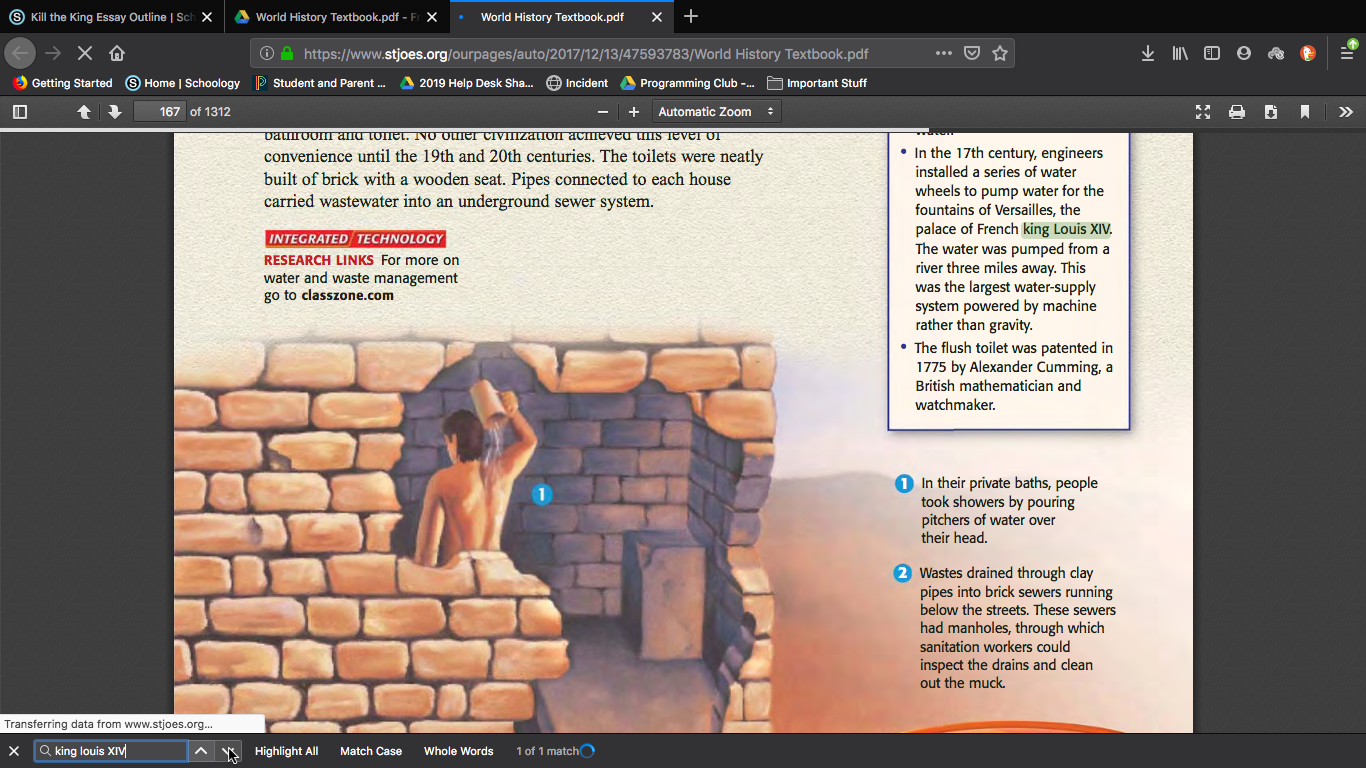 Kill the King Essay Outline | Sch
World History Textbook.pdf - F
World History Textbook.pdf
https://www.stjoes.org/ourpages/auto/2017/12/13/47593783/World History Textbook.pdf
Getting Started
Home | Schoology
Student and Parent ...
2019 Help Desk Sha...
Incident
Programming Club -...
Important Stuff
167 of 1312
Automatic Zoom
bathroom and toilet. No other civilization achieved this level of
convenience until the 19th and 20th centuries. The toilets were neatly
built of brick with a wooden seat. Pipes connected to each house
carried wastewater into an underground sewer system.
INTEGRATED / TECHNOLOGY
RESEARCH LINKS For more on
water and waste management
go to classzone.com
water.
• In the 17th century, engineers
installed a series of water
wheels to pump water for the
fountains of Versailles, the
palace of French king Louis XIV.
The water was pumped from a
river three miles away. This
was the largest water-supply
system powered by machine
rather than gravity.
• The flush toilet was patented in
1775 by Alexander Cumming, a
British mathematician and
watchmaker.
1
1 In their private baths, people
took showers by pouring
pitchers of water over
their head.
2 Wastes drained through clay
pipes into brick sewers running
below the streets. These sewers
had manholes, through which
sanitation workers could
inspect the drains and clean
out the muck.
Transferring data from www.stjoes.org...
king louis XIV
Highlight All
Match Case
Whole Words
1 of 1 match